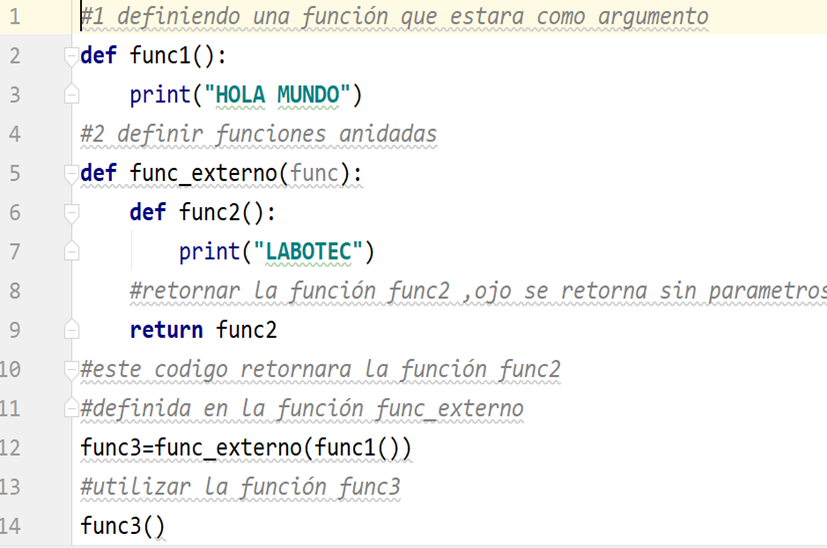 1 #1 definiendo una función que estara como argumento
2 def func1():
3 print("HOLA MUNDO")
4 #2 definir funciones anidadas
5 def func_externo(func):
6 def func2():
7 print("LABOTEC")
8 #retornar la función func2 ,ojo se retorna sin parametros
9 return func2
10 #este codigo retornara la función func2
11 #definida en la función func_externo
12 func3=func_externo(func1())
13 #utilizar la función func3
14 func3()